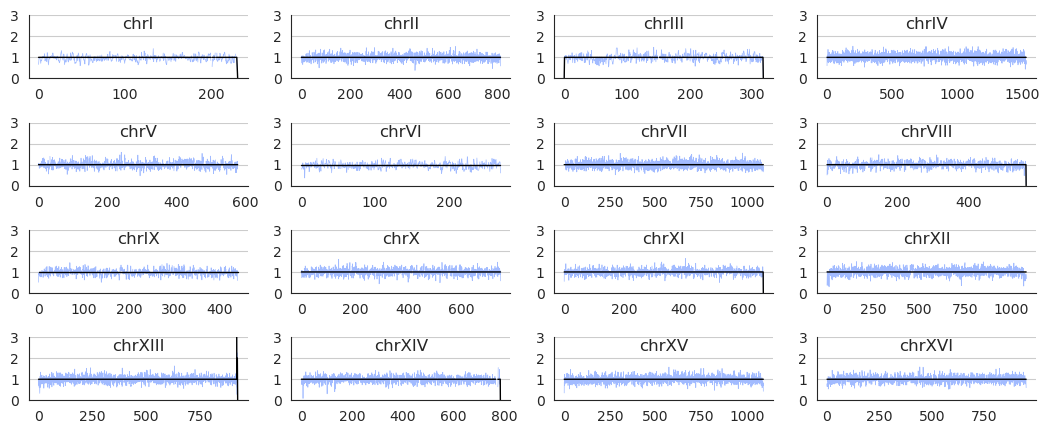 3 2 1 0 chrI 0 100 200
3 2 1 0 chrII 0 200 400 600 800
3 2 1 0 chrIII 0 100 200 300
3 2 1 0 chrIV 0 500 1000 1500
3 2 1 0 chrV 0 200 400 600
3 2 1 0 chrVI 0 100 200
3 2 1 0 chrVII 0 250 500 750 1000
3 2 1 0 chrVIII 0 200 400
3 2 1 0 chrIX 0 100 200 300 400
3 2 1 0 chrX 0 200 400 600
3 2 1 0 chrXI 0 200 400 600
3 2 1 0 chrXII 0 250 500 750 1000
3 2 1 0 chrXIII 0 250 500 750
3 2 1 0 chrXIV 0 200 400 600 800
3 2 1 0 chrXV 0 250 500 750 1000
3 2 1 0 chrXVI 0 250 500 750